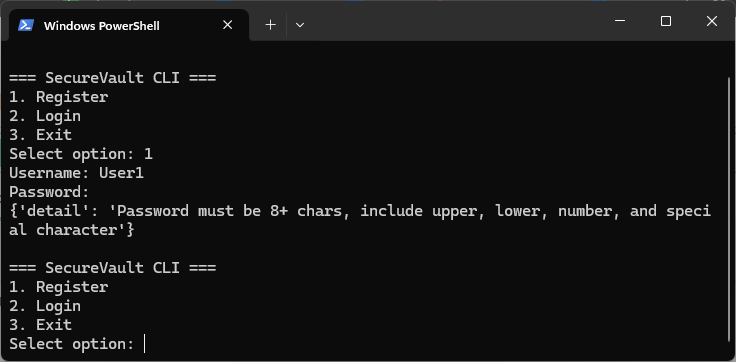 Windows PowerShell
=== SecureVault CLI ===
1. Register
2. Login
3. Exit
Select option: 1
Username: User1
Password:
{'detail': 'Password must be 8+ chars, include upper, lower, number, and speci
al character'}
=== SecureVault CLI ===
1. Register
2. Login
3. Exit
Select option: